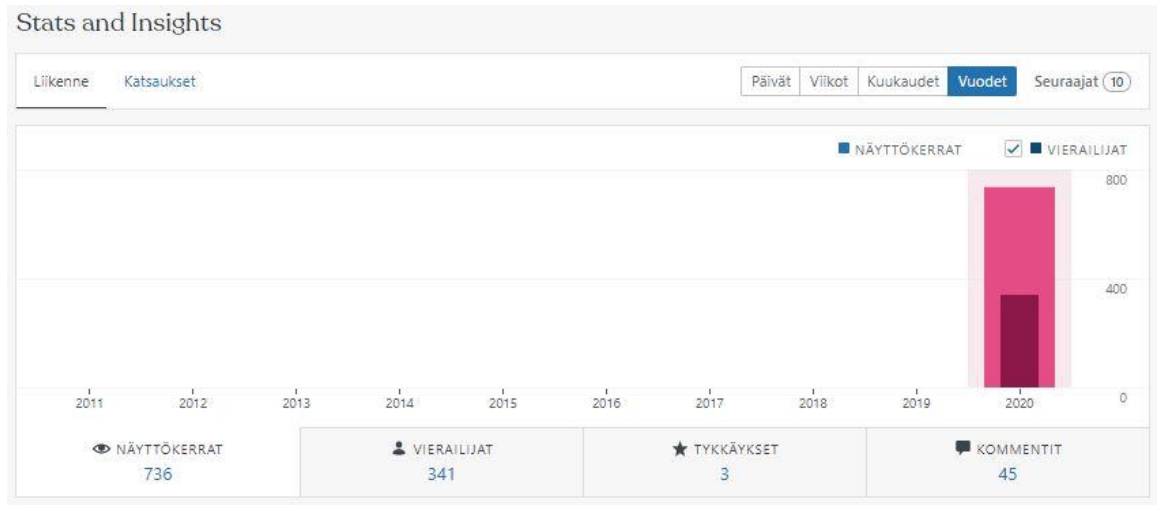 Stats and Insights
Liikenne Katsaukset Päivät Viikot Kuukaudet Vuodet Seuraajat 10
NÄYTTÖKERRAT VIERAILIJAT
800
400
0
2011 2012 2013 2014 2015 2016 2017 2018 2019 2020
NÄYTTÖKERRAT VIERAILIJAT TYKKÄYKSET KOMMENTIT
736 341 3 45